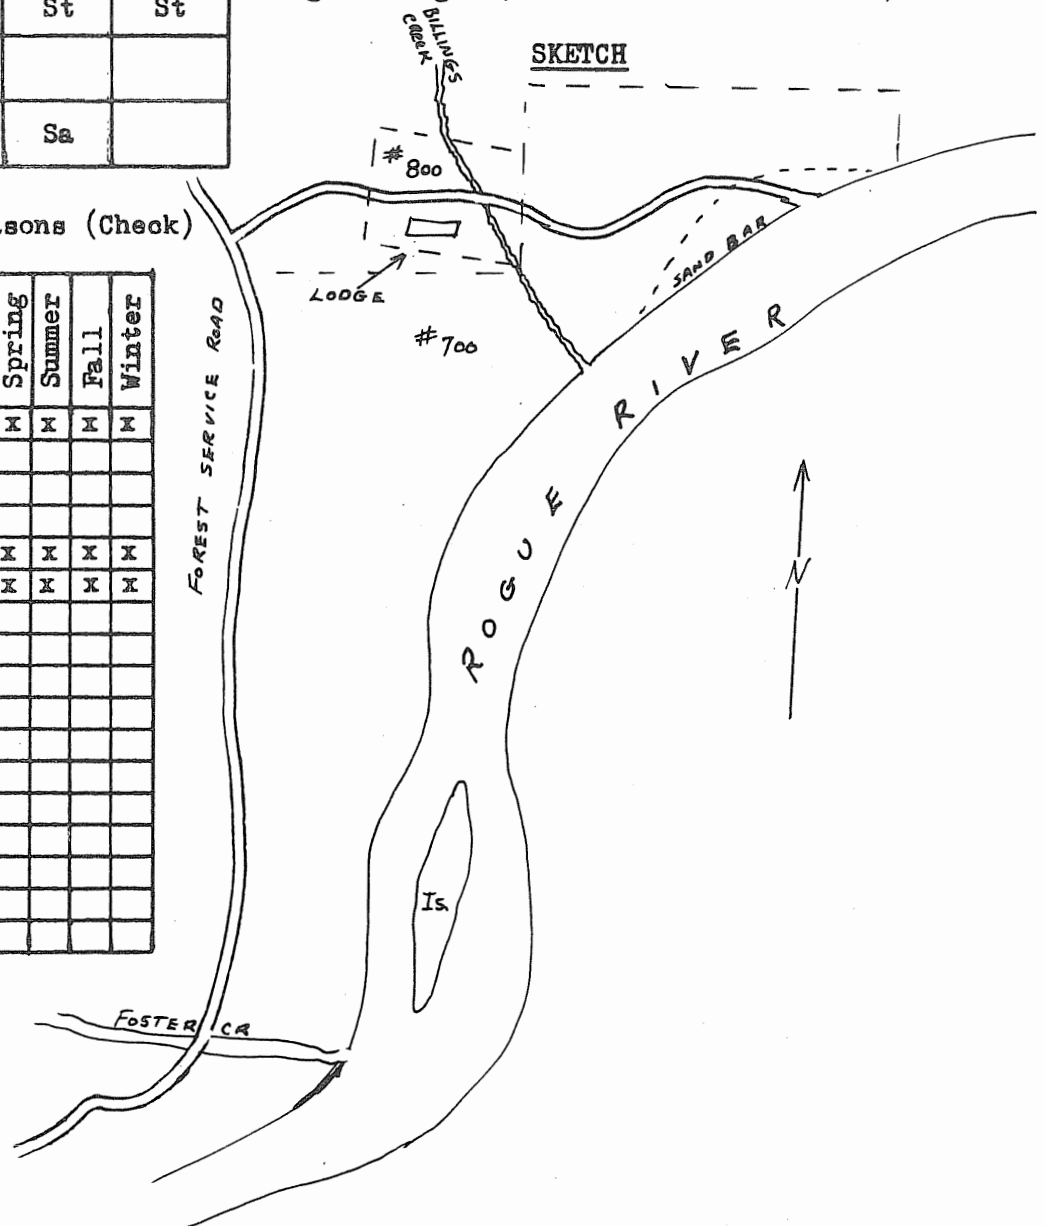 St St
Sa
sons (Check)
Spring Summer Fall Winter
X X X X
X X X X
X X X X
SKETCH
BILLINGS
CREEK
# 800
LODGE
# 700
SAND BAR
FOREST SERVICE ROAD
ROGUE RIVER
N
Is.
FOSTER CR